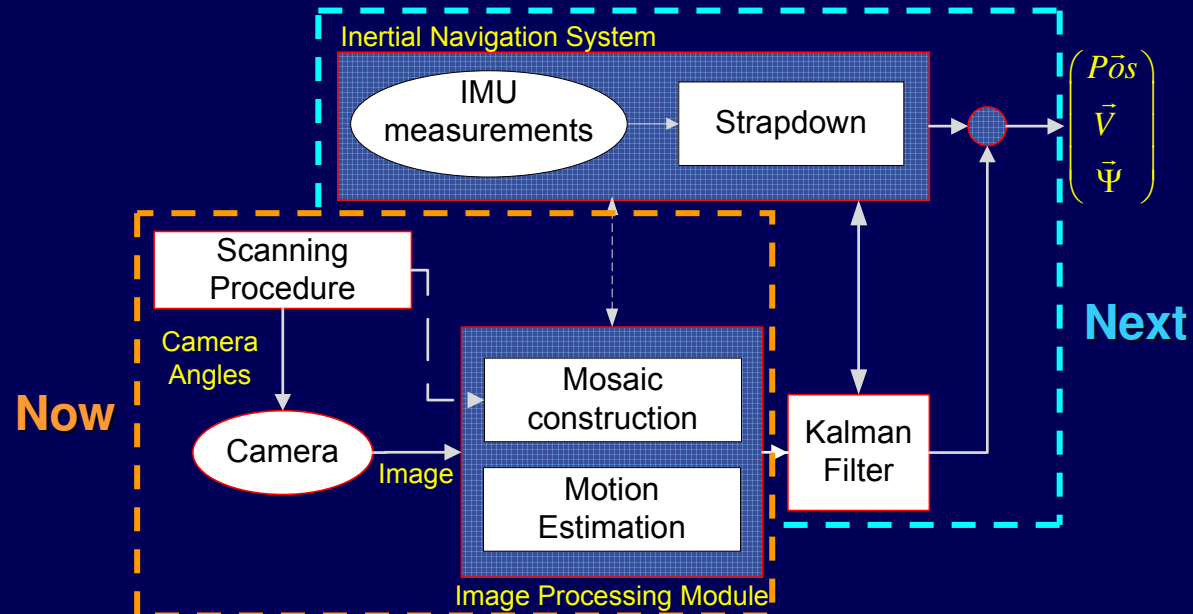 Inertial Navigation System
IMU
measurements
Strapdown
Pos
V
Ψ
Scanning
Procedure
Camera
Angles
Now
Camera
Image
Mosaic
construction
Motion
Estimation
Image Processing Module
Kalman
Filter
Next